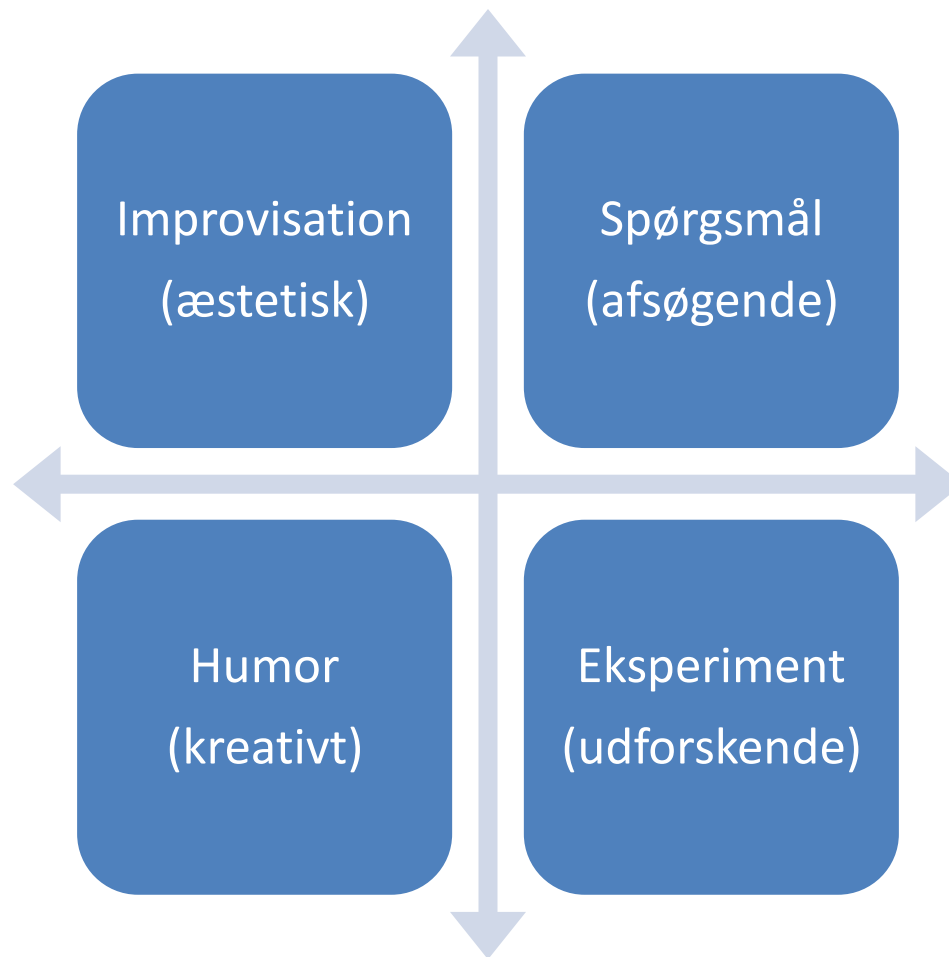 Improvisation
(æstetisk)
Spørgsmål
(afsøgende)
Humor
(kreativt)
Eksperiment
(udforskende)